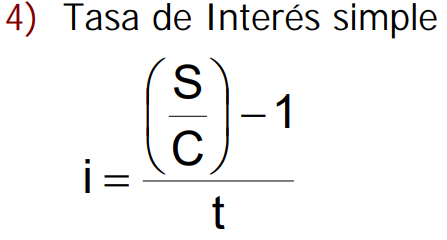 4) Tasa de Interés simple
i = ((S/C) – 1)/t